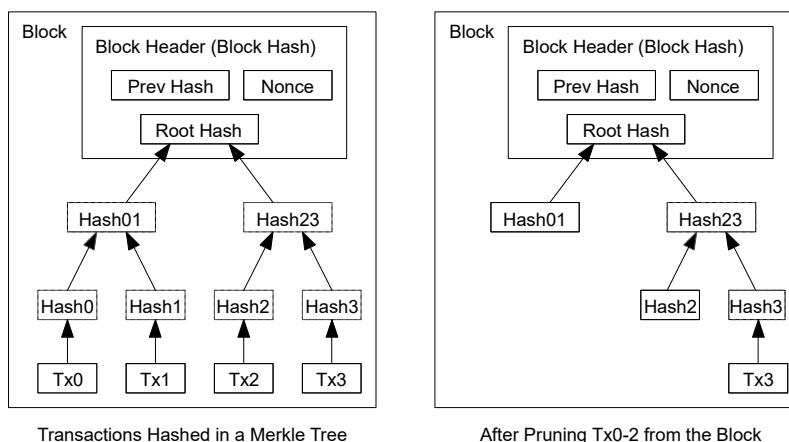 Block
Block Header (Block Hash)
Prev Hash
Nonce
Root Hash
Hash01
Hash23
Hash0
Hash1
Hash2
Hash3
Tx0
Tx1
Tx2
Tx3
Transactions Hashed in a Merkle Tree
Block
Block Header (Block Hash)
Prev Hash
Nonce
Root Hash
Hash01
Hash23
Hash2
Hash3
Tx3
After Pruning Tx0-2 from the Block